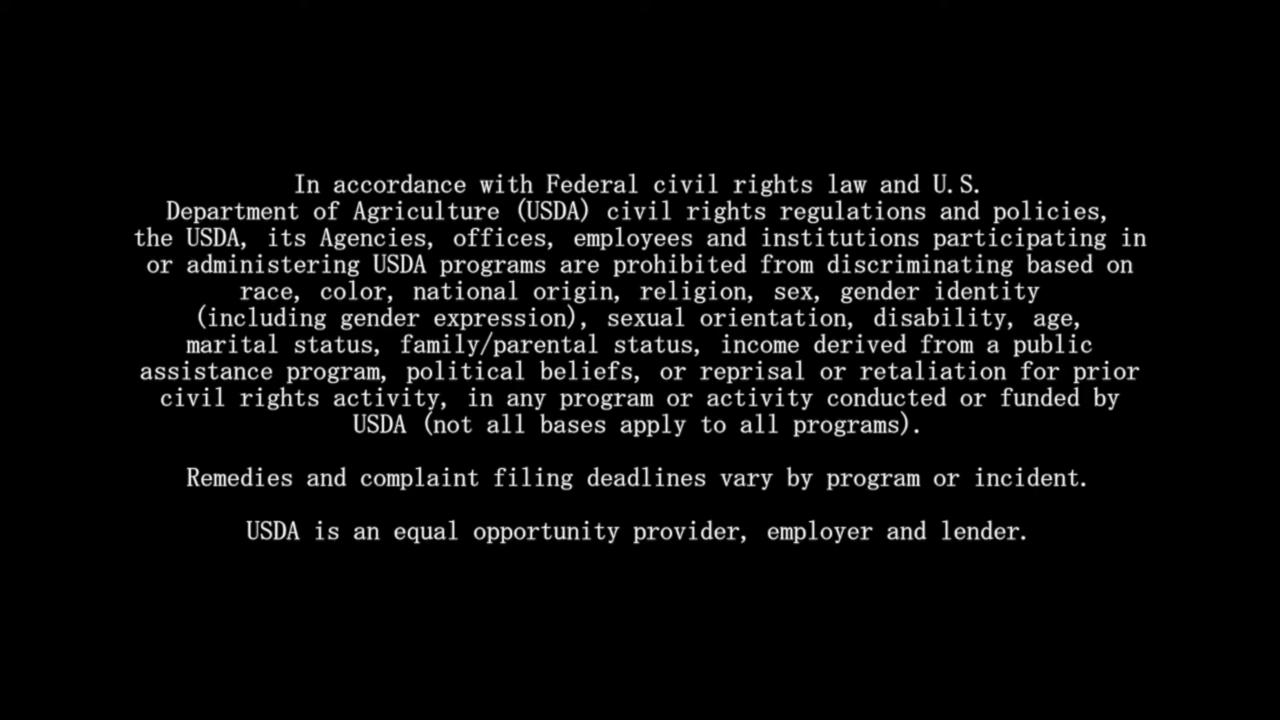 In accordance with Federal civil rights law and U.S.
Department of Agriculture (USDA) civil rights regulations and policies,
the USDA, its Agencies, offices, employees and institutions participating in
or administering USDA programs are prohibited from discriminating based on
race, color, national origin, religion, sex, gender identity
(including gender expression), sexual orientation, disability, age,
marital status, family/parental status, income derived from a public
assistance program, political beliefs, or reprisal or retaliation for prior
civil rights activity, in any program or activity conducted or funded by
USDA (not all bases apply to all programs).
Remedies and complaint filing deadlines vary by program or incident.
USDA is an equal opportunity provider, employer and lender.